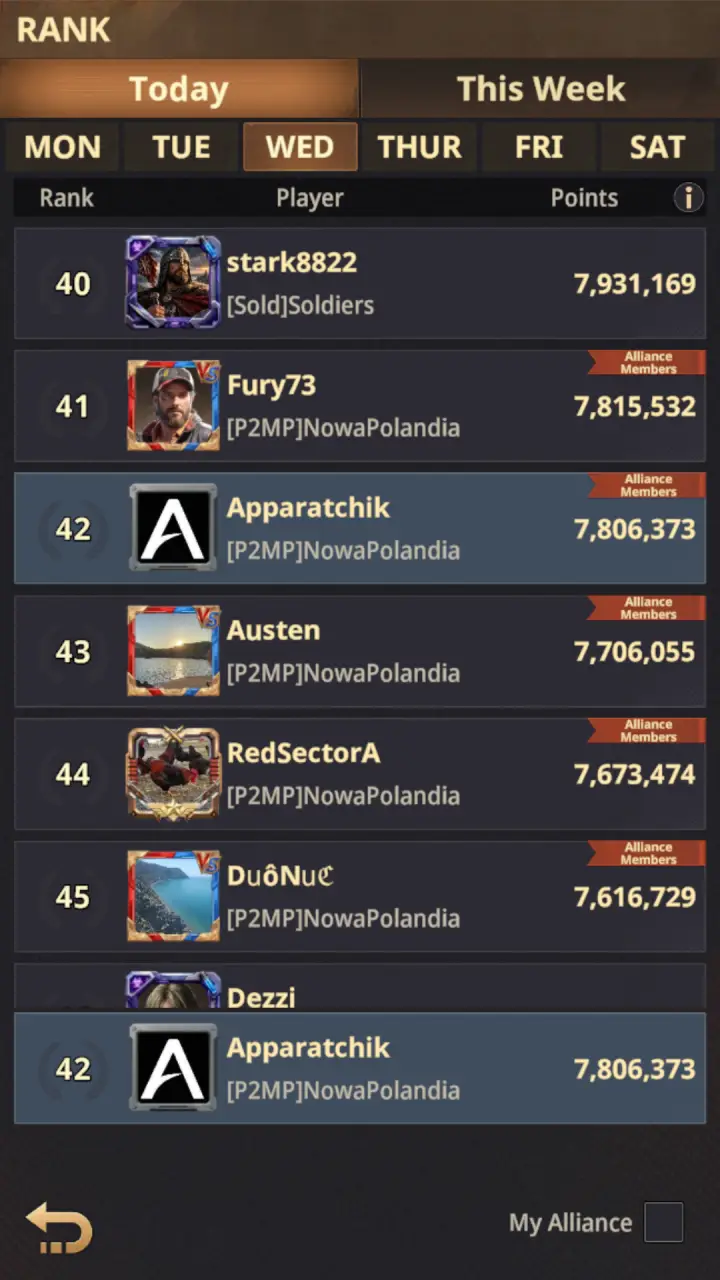 RANK
Today
This Week
MON TUE WED THUR FRI SAT
Rank Player Points
40 stark8822 7,931,169
[Sold]Soldiers
Alliance Members
41 Fury73 7,815,532
[P2MP]NowaPolandia
Alliance Members
42 Apparatchik 7,806,373
[P2MP]NowaPolandia
Alliance Members
43 Austen 7,706,055
[P2MP]NowaPolandia
Alliance Members
44 RedSectorA 7,673,474
[P2MP]NowaPolandia
Alliance Members
45 DuôNuℭ 7,616,729
[P2MP]NowaPolandia
Dezzi
42 Apparatchik 7,806,373
[P2MP]NowaPolandia
My Alliance